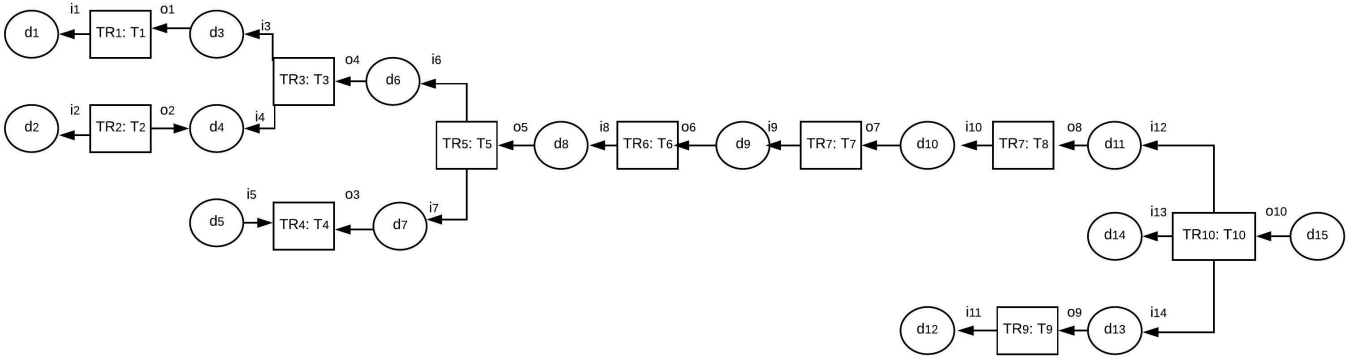 i1
o1
i3
d1
TR1: T1
d3
o4
i6
TR3: T3
d6
i2
o2
i4
d2
TR2: T2
d4
o5
i8
o6
i9
o7
i10
o8
i12
TR5: T5
d8
TR6: T6
d9
TR7: T7
d10
TR7: T8
d11
i5
o3
i7
d5
TR4: T4
d7
i13
o10
d14
TR10: T10
d15
i11
o9
i14
d12
TR9: T9
d13